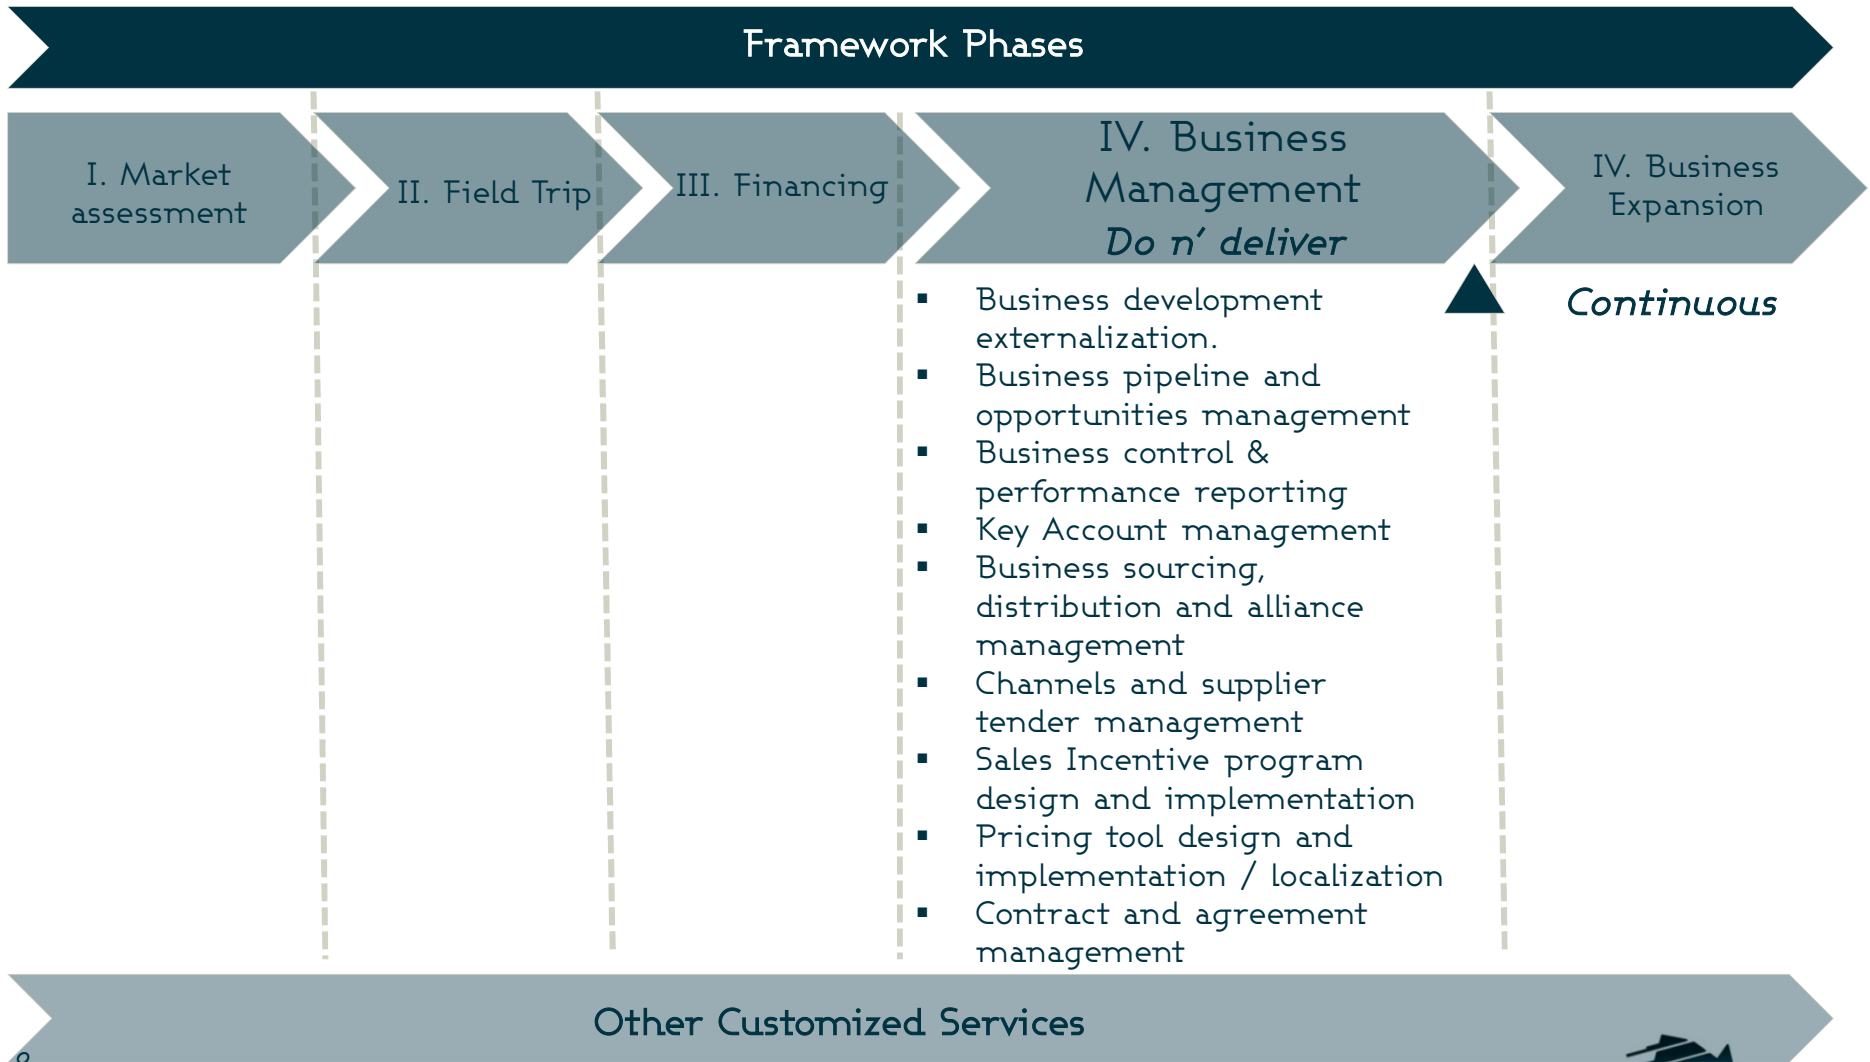 Framework Phases
I. Market
assessment
II. Field Trip
III. Financing
IV. Business
Management
Do n’ deliver
IV. Business
Expansion
Continuous
▪ Business development
externalization.
▪ Business pipeline and
opportunities management
▪ Business control &
performance reporting
▪ Key Account management
▪ Business sourcing,
distribution and alliance
management
▪ Channels and supplier
tender management
▪ Sales Incentive program
design and implementation
▪ Pricing tool design and
implementation / localization
▪ Contract and agreement
management
Other Customized Services